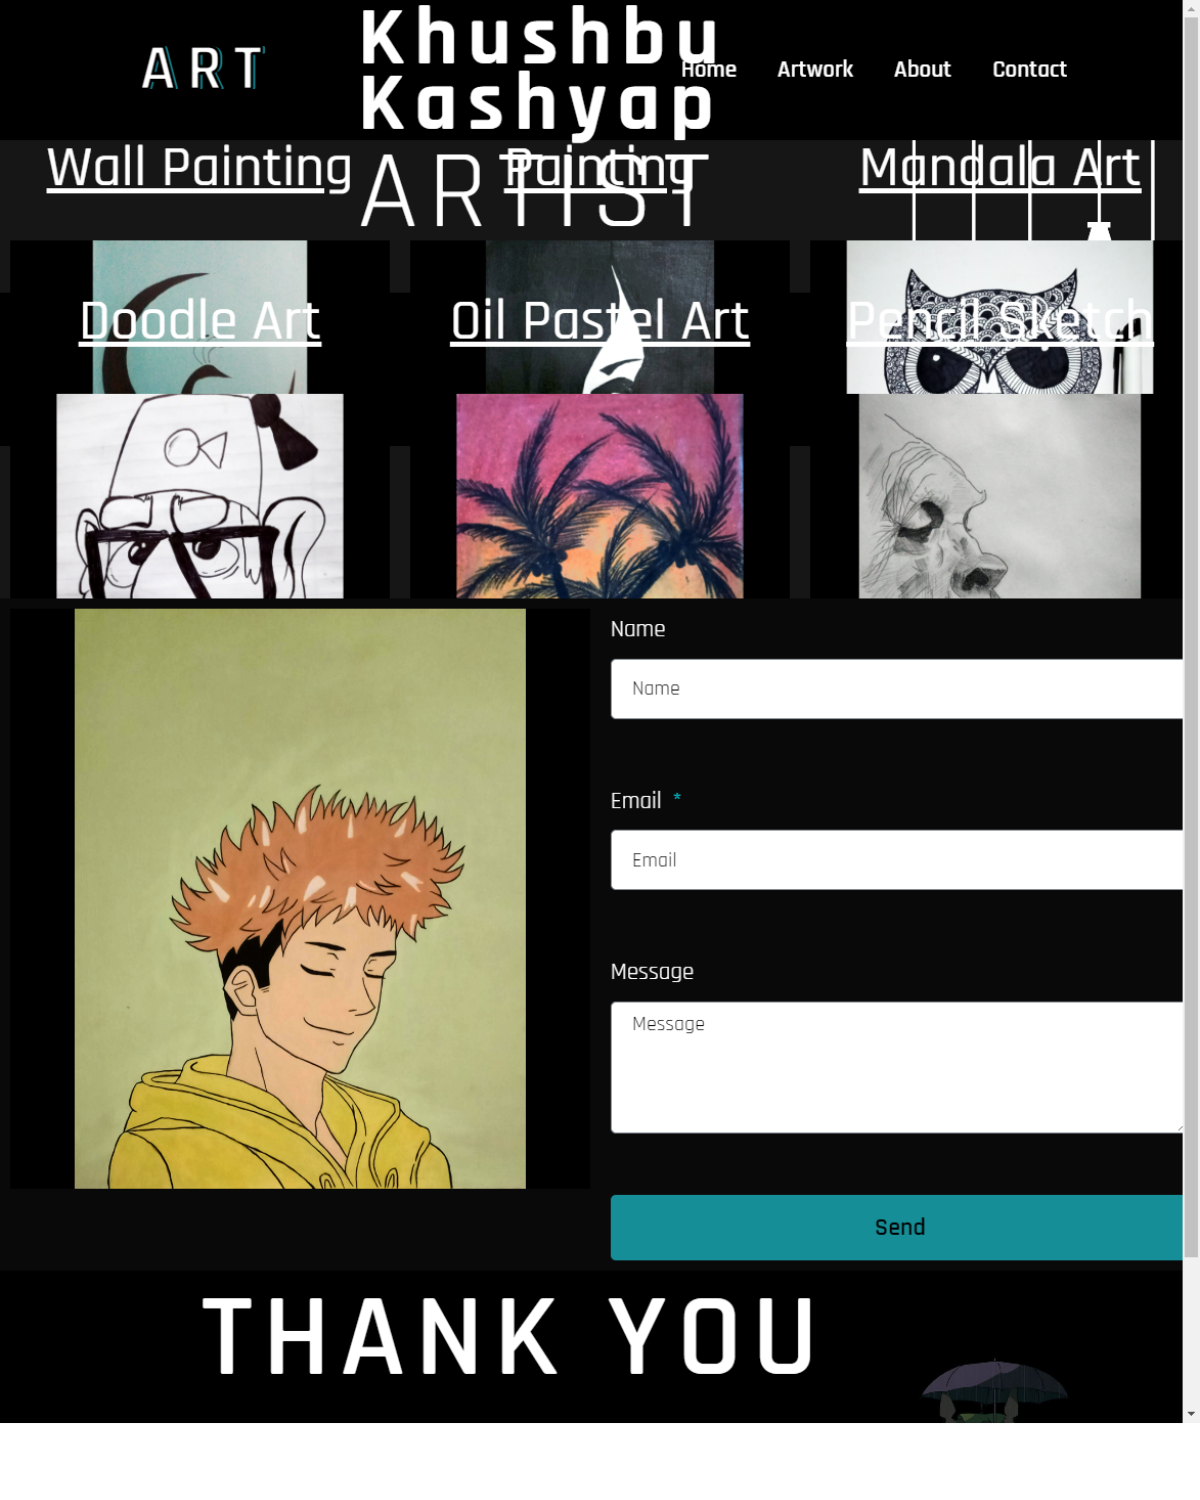 ART
Khushbu
Kashyap
Home
Artwork
About
Contact
ARTIST
Wall Painting
Painting
Mandala Art
Doodle Art
Oil Pastel Art
Pencil Sketch
Name
Name
Email *
Email
Message
Message
Send
THANK YOU